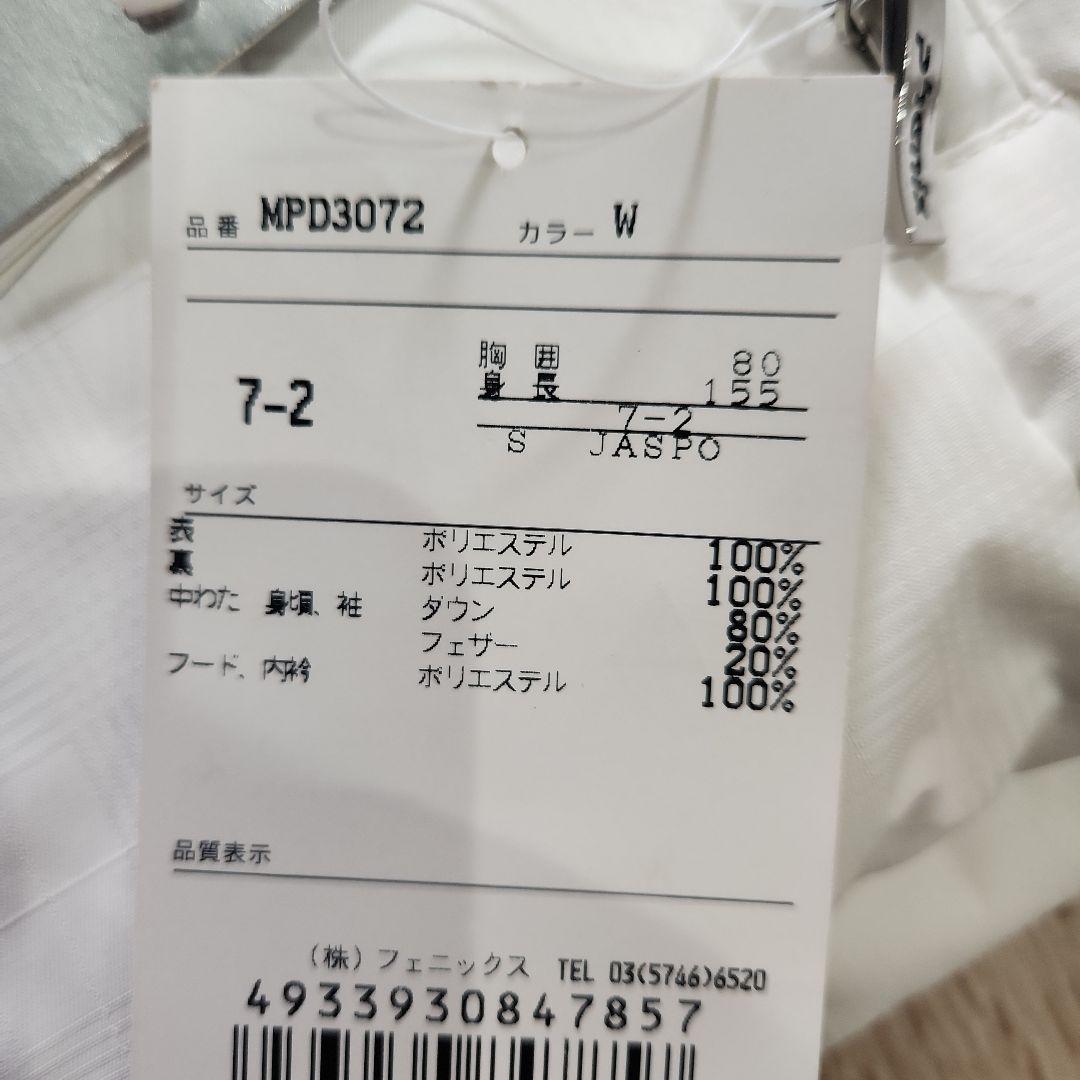 品番 MPD3072 カラー W
胸囲 80
身長 155
7-2
7-2
S JASPO
サイズ
表 ポリエステル 100%
裏 ポリエステル 100%
中わた 身頃、袖 ダウン 80%
フェザー 20%
フード、内衿 ポリエステル 100%
品質表示
(株)フェニックス TEL 03(5746)6520
4933930847857